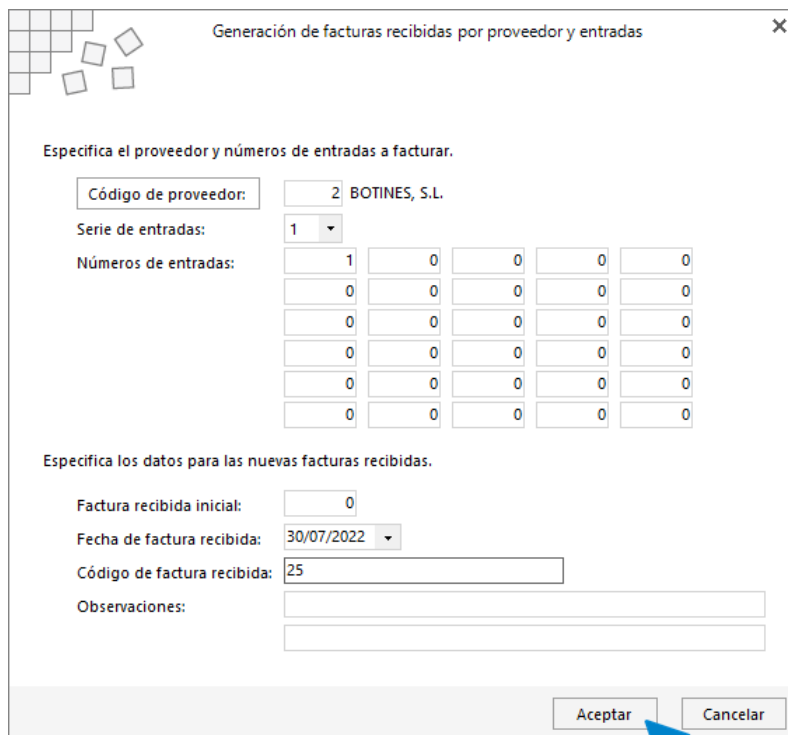 Generación de facturas recibidas por proveedor y entradas
Especifica el proveedor y números de entradas a facturar.
Código de proveedor: 2 BOTINES, S.L.
Serie de entradas: 1
Números de entradas: 1 0 0 0 0
0 0 0 0 0
0 0 0 0 0
0 0 0 0 0
0 0 0 0 0
0 0 0 0 0
Especifica los datos para las nuevas facturas recibidas.
Factura recibida inicial: 0
Fecha de factura recibida: 30/07/2022
Código de factura recibida: 25
Observaciones:
Aceptar Cancelar